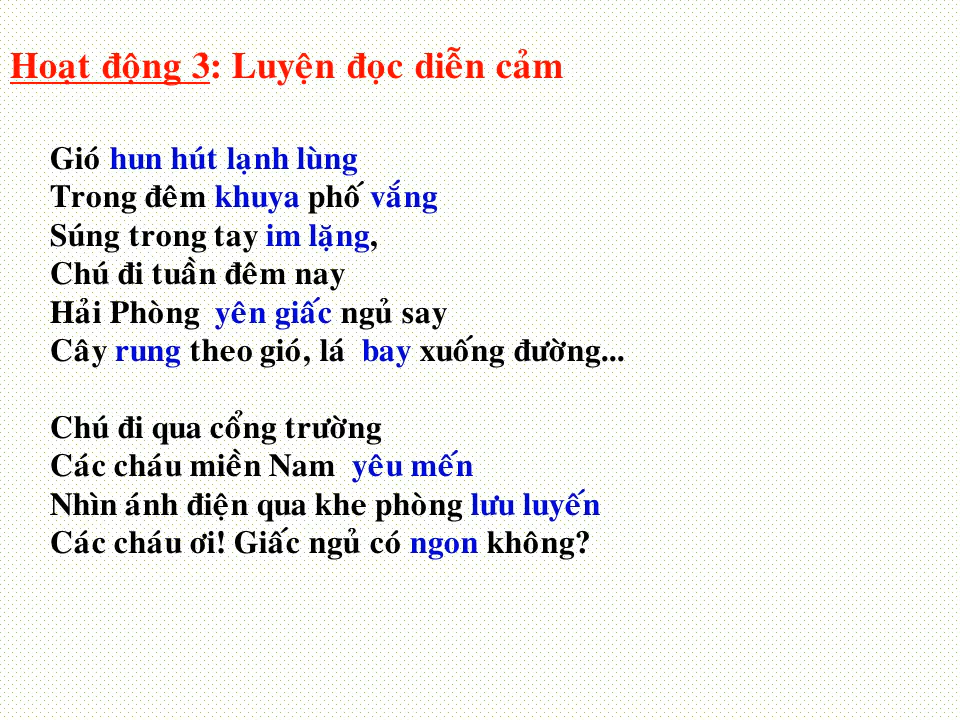 Hoạt động 3: Luyện đọc diễn cảm
Gió hun hút lạnh lùng
Trong đêm khuya phố vắng
Súng trong tay im lặng,
Chú đi tuần đêm nay
Hải Phòng yên giấc ngủ say
Cây rung theo gió, lá bay xuống đường...
Chú đi qua cổng trường
Các cháu miền Nam yêu mến
Nhìn ánh điện qua khe phòng lưu luyến
Các cháu ơi! Giấc ngủ có ngon không?